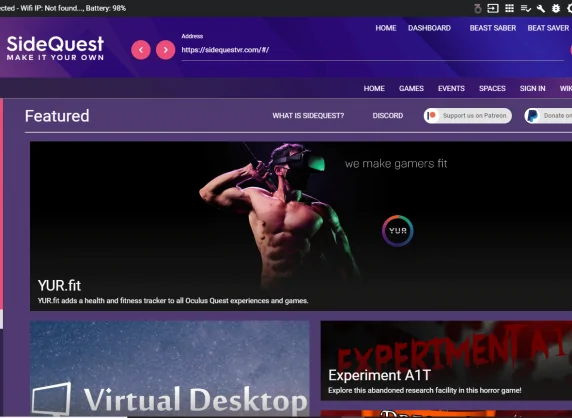 cted - Wifi IP: Not found..., Battery: 98%
SideQuest
MAKE IT YOUR OWN
Address
https://sidequestvr.com/#/
HOME DASHBOARD BEAST SABER BEAT SAVER
HOME GAMES EVENTS SPACES SIGN IN WIK
Featured
WHAT IS SIDEQUEST? DISCORD Support us on Patreon Donate on
we make gamers fit
YUR
YUR.fit
YUR.fit adds a health and fitness tracker to all Oculus Quest experiences and games.
Virtual Desktop
EXPERIMENT A1T
Experiment A1T
Explore this abandoned research facility in this horror game!